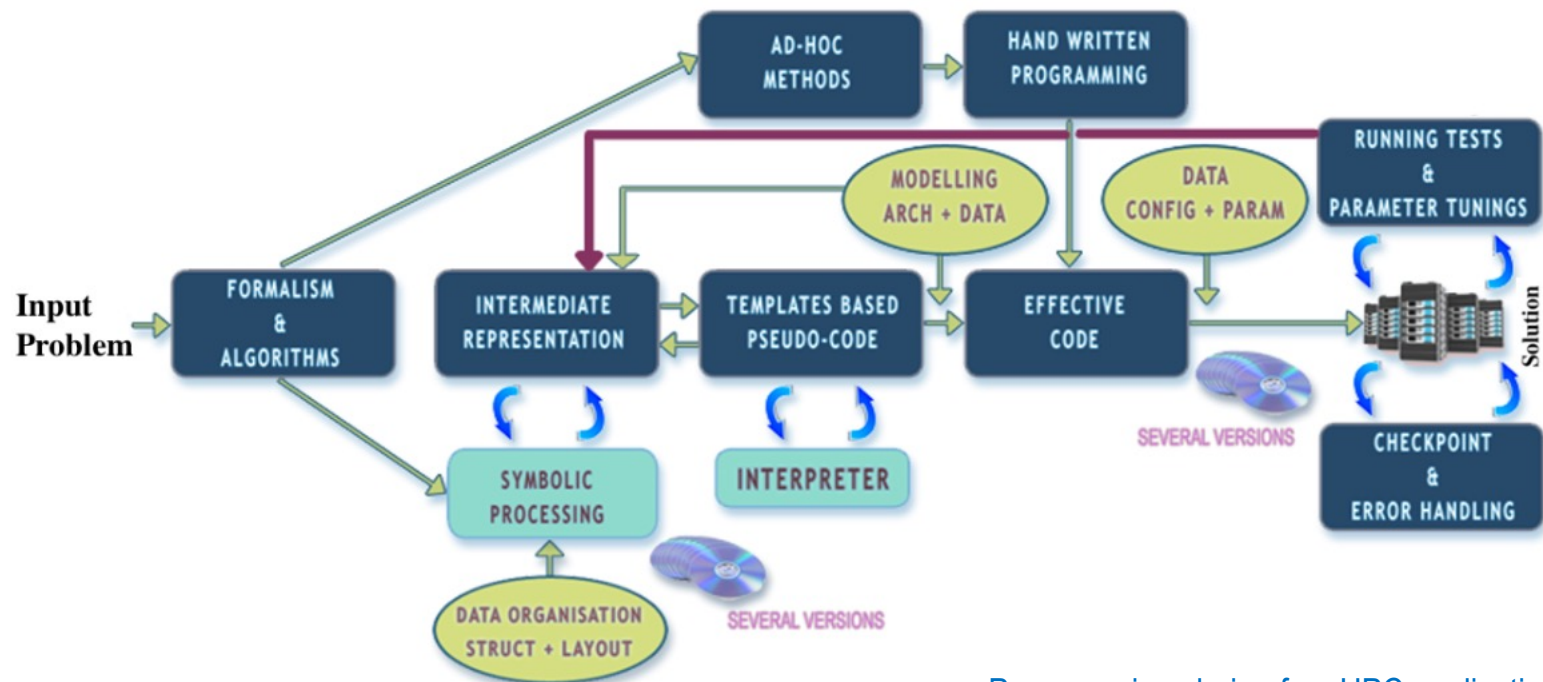 AD-HOC
METHODS
HAND WRITTEN
PROGRAMMING
RUNNING TESTS
&
PARAMETER TUNINGS
MODELLING
ARCH + DATA
DATA
CONFIG + PARAM
Input
Problem
FORMALISM
&
ALGORITHMS
INTERMEDIATE
REPRESENTATION
TEMPLATES BASED
PSEUDO-CODE
EFFECTIVE
CODE
Solution
SEVERAL VERSIONS
SYMBOLIC
PROCESSING
INTERPRETER
CHECKPOINT
&
ERROR HANDLING
DATA ORGANISATION
STRUCT + LAYOUT
SEVERAL VERSIONS